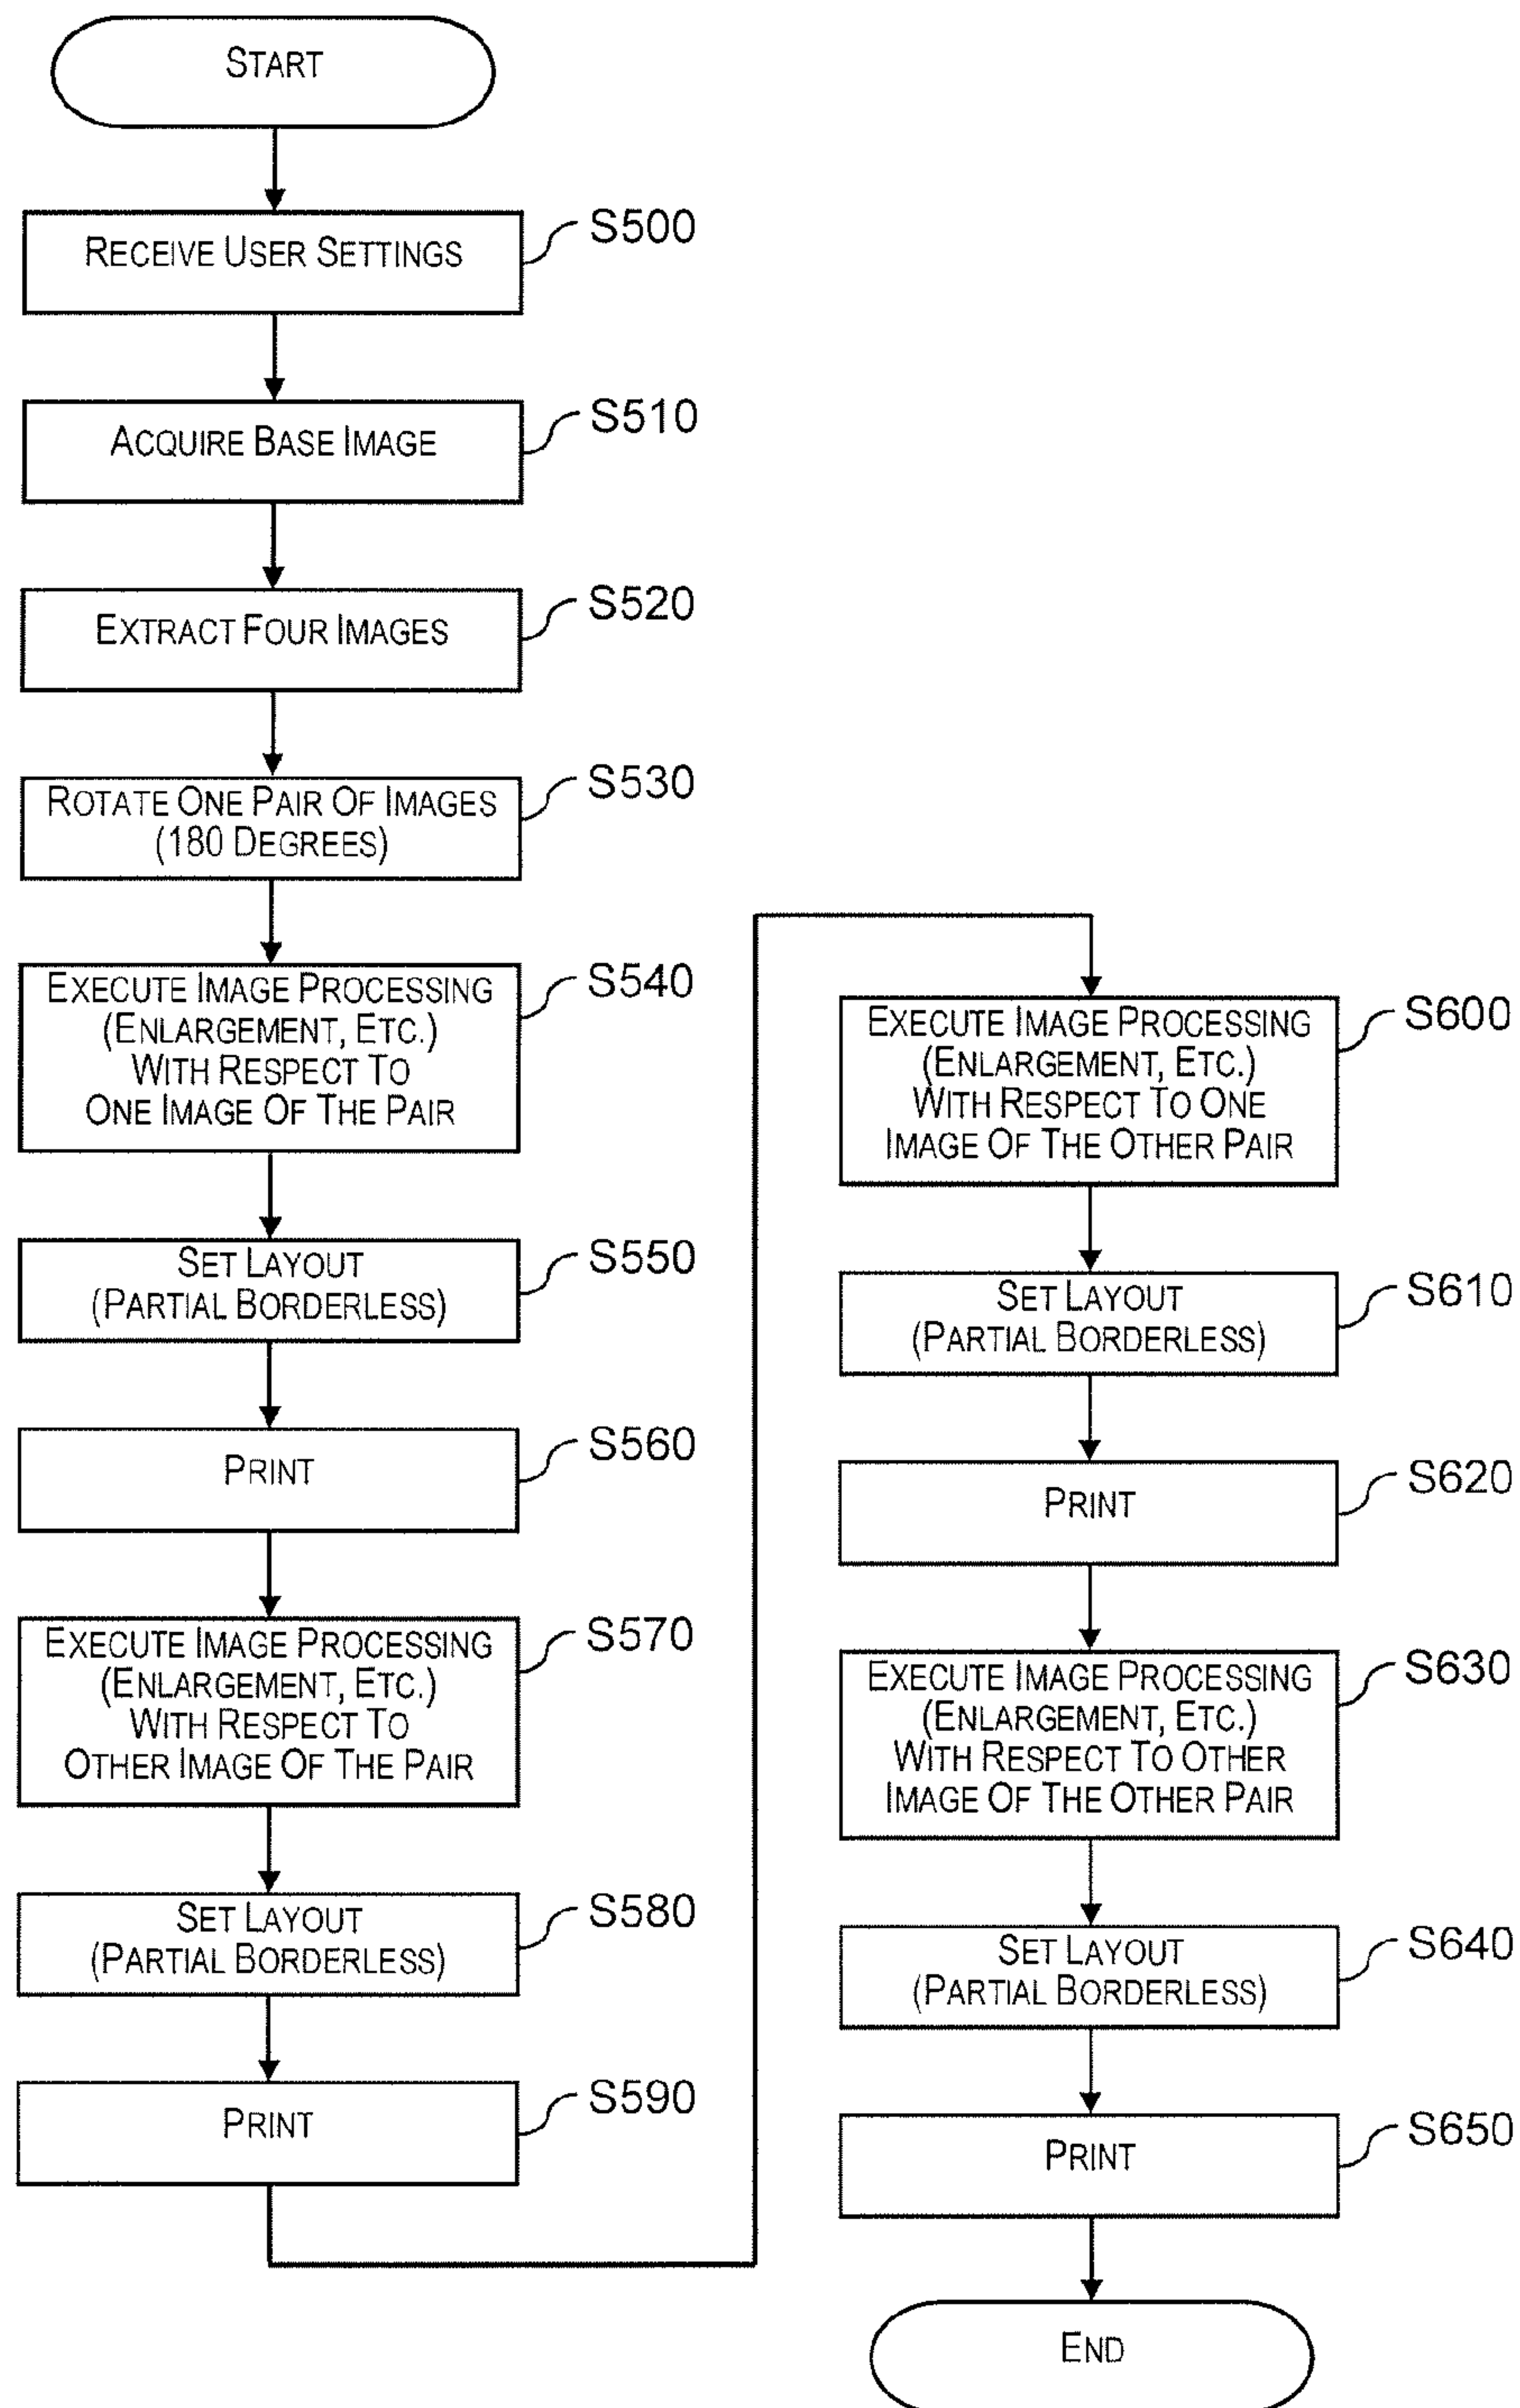 START
RECEIVE USER SETTINGS
S500
ACQUIRE BASE IMAGE
S510
EXTRACT FOUR IMAGES
S520
ROTATE ONE PAIR OF IMAGES
(180 DEGREES)
S530
EXECUTE IMAGE PROCESSING
(ENLARGEMENT, ETC.)
WITH RESPECT TO
ONE IMAGE OF THE PAIR
S540
SET LAYOUT
(PARTIAL BORDERLESS)
S550
PRINT
S560
EXECUTE IMAGE PROCESSING
(ENLARGEMENT, ETC.)
WITH RESPECT TO
OTHER IMAGE OF THE PAIR
S570
SET LAYOUT
(PARTIAL BORDERLESS)
S580
PRINT
S590
EXECUTE IMAGE PROCESSING
(ENLARGEMENT, ETC.)
WITH RESPECT TO ONE
IMAGE OF THE OTHER PAIR
S600
SET LAYOUT
(PARTIAL BORDERLESS)
S610
PRINT
S620
EXECUTE IMAGE PROCESSING
(ENLARGEMENT, ETC.)
WITH RESPECT TO OTHER
IMAGE OF THE OTHER PAIR
S630
SET LAYOUT
(PARTIAL BORDERLESS)
S640
PRINT
S650
END